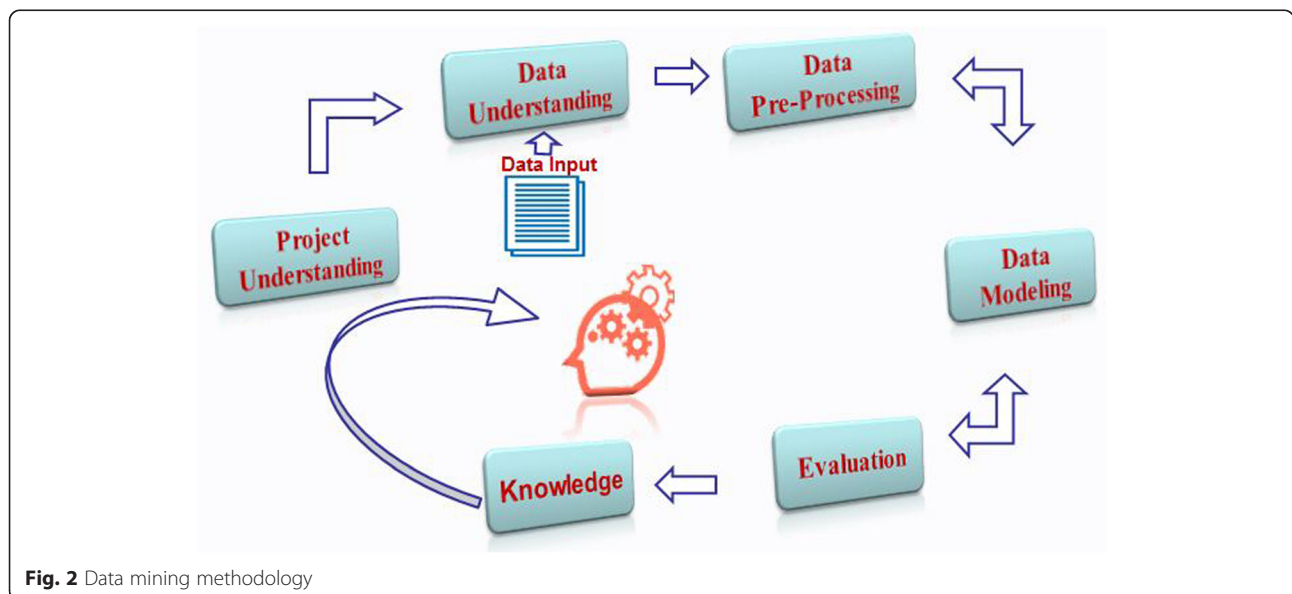 Data
Understanding
Data
Pre-Processing
Data Input
Project
Understanding
Data
Modeling
Knowledge
Evaluation
Fig. 2 Data mining methodology